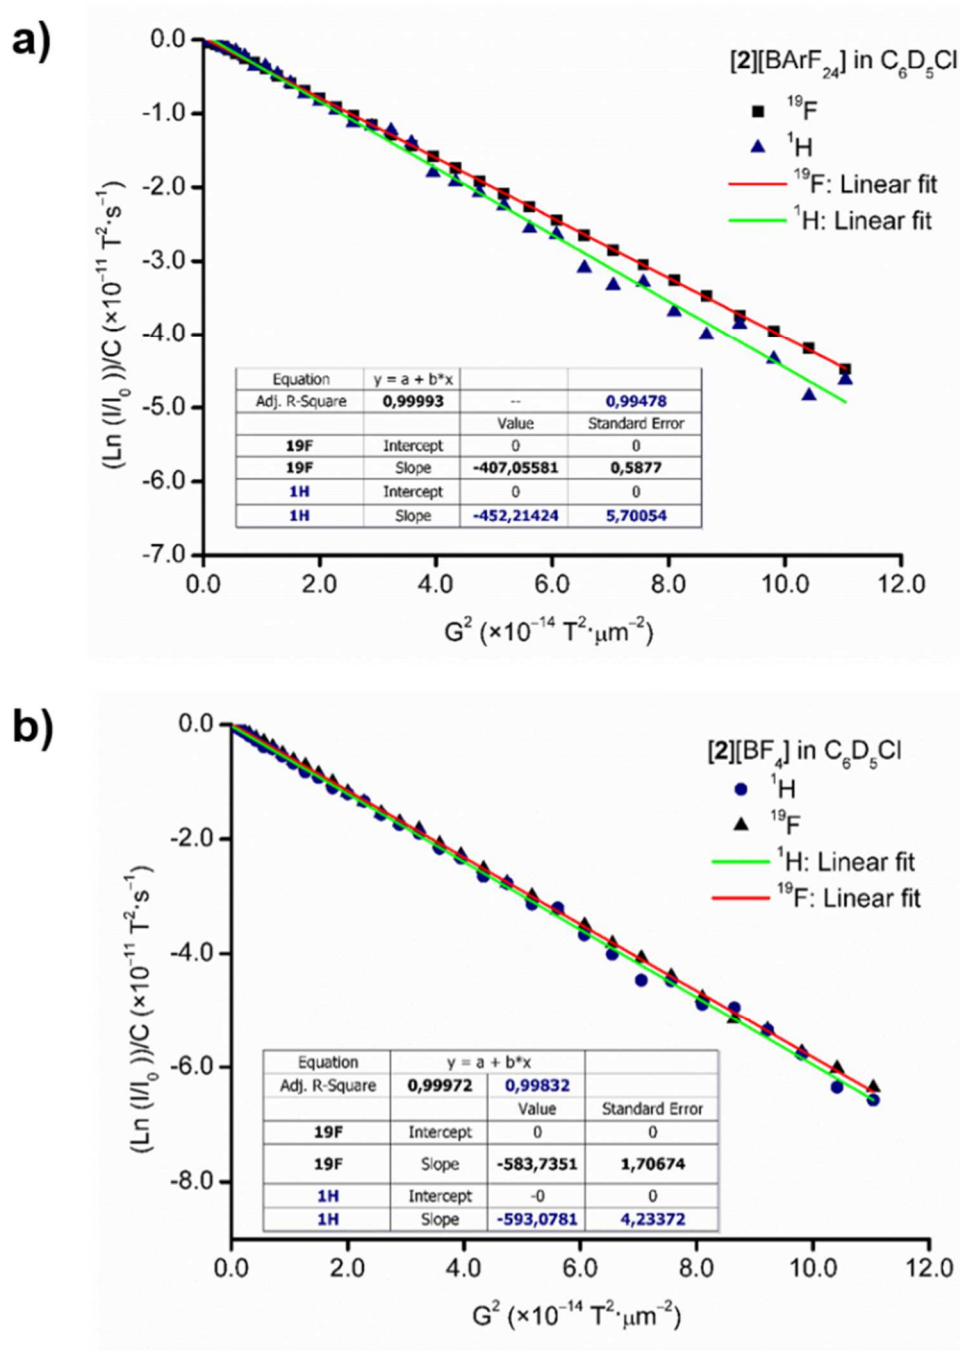 a)
[2][BArF₂₄] in C₆D₅Cl
¹⁹F
¹H
¹⁹F: Linear fit
¹H: Linear fit
(Ln (I/I₀ ))/C (×10⁻¹¹ T²·s⁻¹)
0.0
-1.0
-2.0
-3.0
-4.0
-5.0
-6.0
-7.0
Equation y = a + b*x
Adj. R-Square 0,99993 -- 0,99478
Value Standard Error
19F Intercept 0 0
19F Slope -407,05581 0,5877
1H Intercept 0 0
1H Slope -452,21424 5,70054
0.0 2.0 4.0 6.0 8.0 10.0 12.0
G² (×10⁻¹⁴ T²·μm⁻²)
b)
[2][BF₄] in C₆D₅Cl
¹H
¹⁹F
¹H: Linear fit
¹⁹F: Linear fit
(Ln (I/I₀ ))/C (×10⁻¹¹ T²·s⁻¹)
0.0
-2.0
-4.0
-6.0
-8.0
Equation y = a + b*x
Adj. R-Square 0,99972 0,99832
Value Standard Error
19F Intercept 0 0
19F Slope -583,7351 1,70674
1H Intercept -0 0
1H Slope -593,0781 4,23372
0.0 2.0 4.0 6.0 8.0 10.0 12.0
G² (×10⁻¹⁴ T²·μm⁻²)